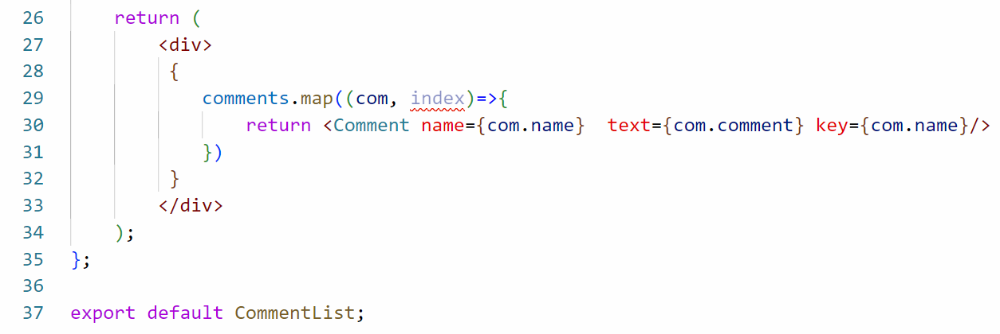 26 return (
27 <div>
28 {
29 comments.map((com, index)=>{
30 return <Comment name={com.name}  text={com.comment} key={com.name}/>
31 })
32 }
33 </div>
34 );
35 };
36
37 export default CommentList;